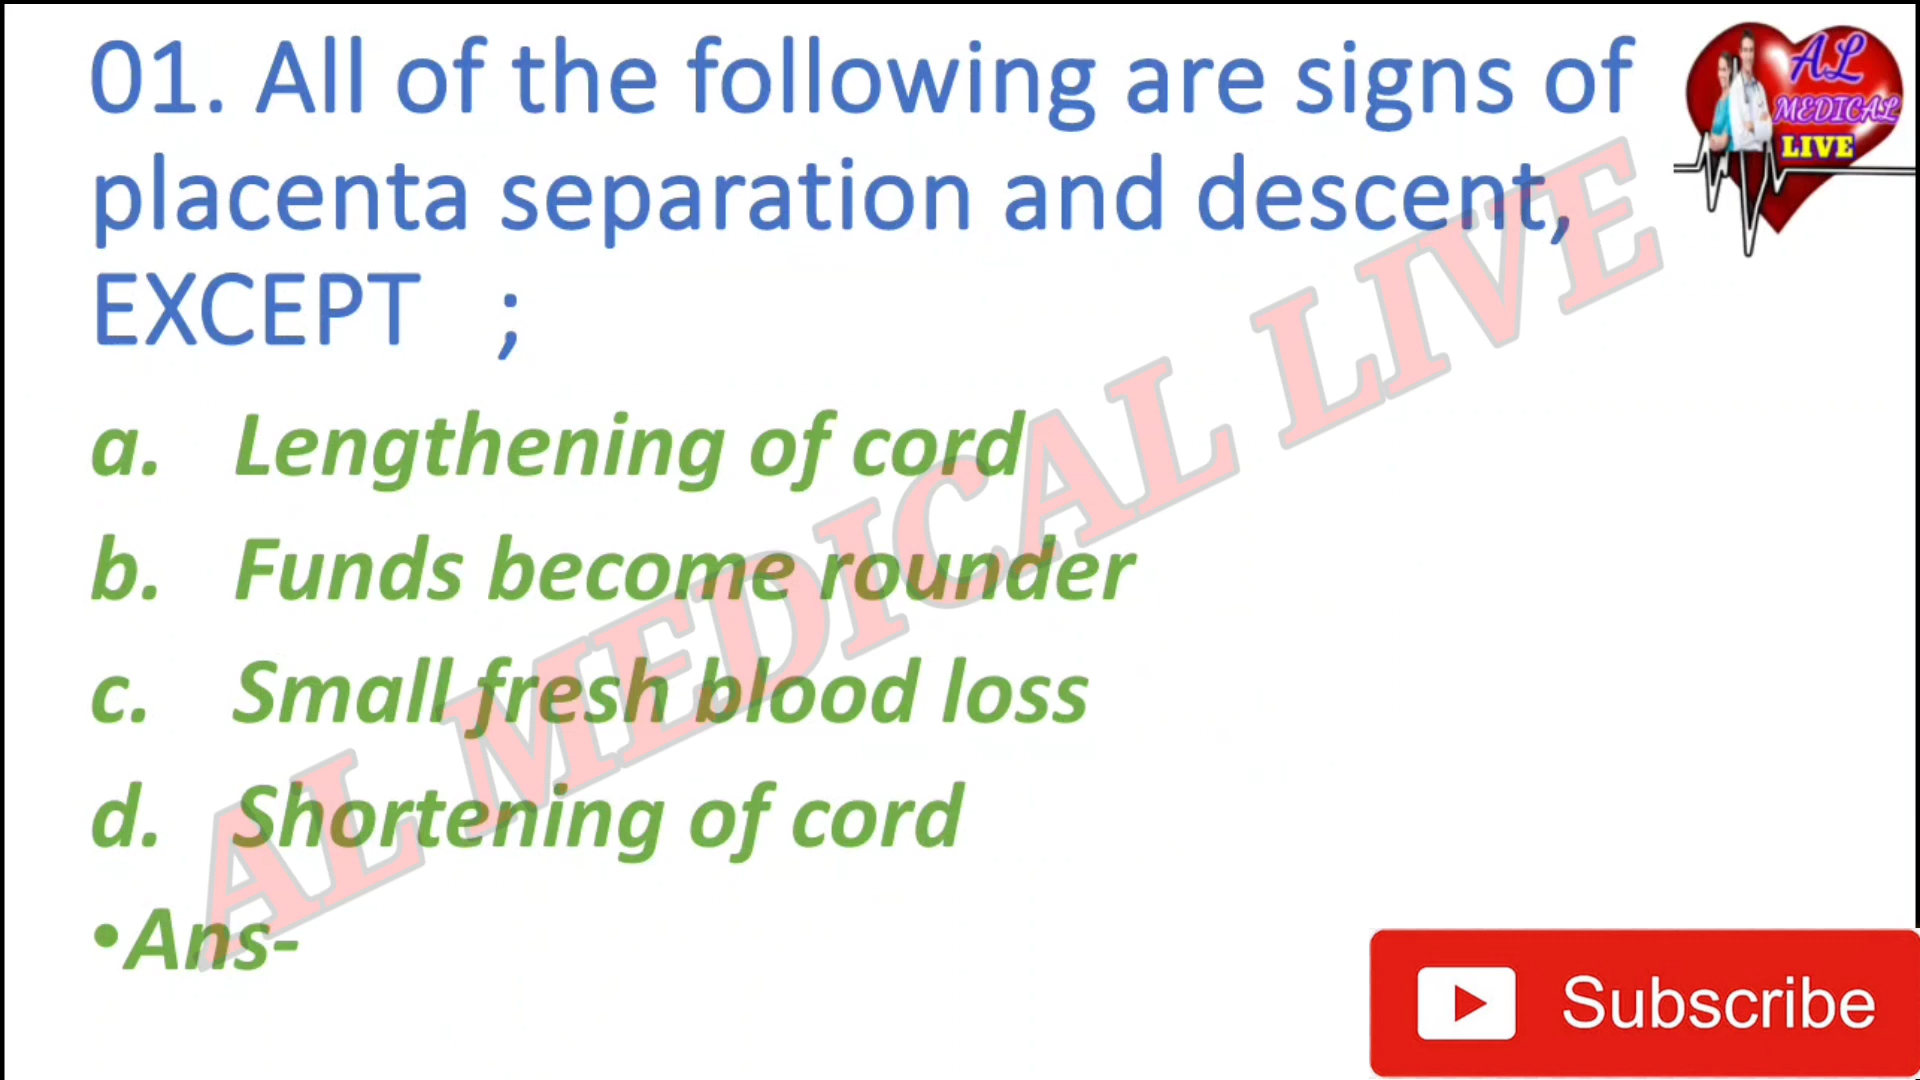 01. All of the following are signs of
placenta separation and descent,
EXCEPT ;
a. Lengthening of cord
b. Funds become rounder
c. Small fresh blood loss
d. Shortening of cord
•Ans-
AL MEDICAL LIVE
AL
MEDICAL
LIVE
Subscribe